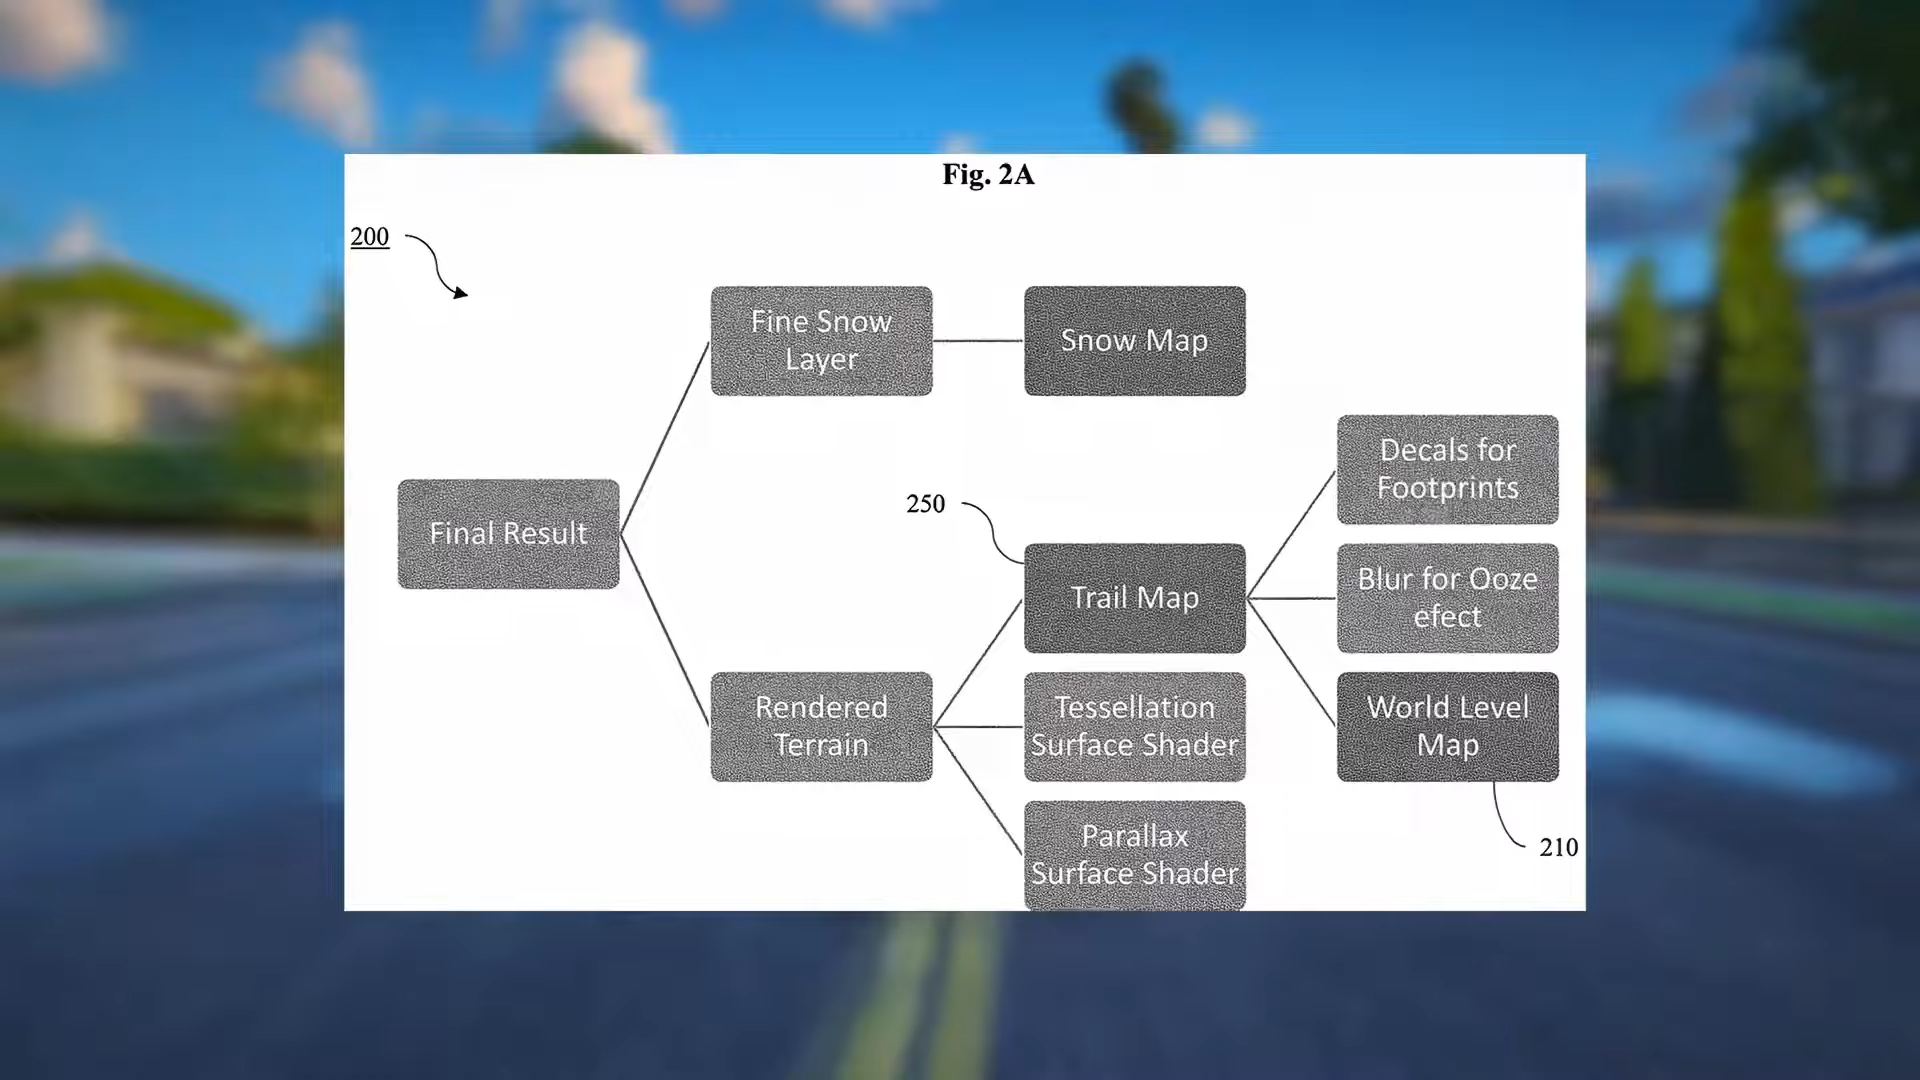 Fig. 2A
200
Fine Snow
Layer
Snow Map
Decals for
Footprints
Final Result
250
Trail Map
Blur for Ooze
efect
Rendered
Terrain
Tessellation
Surface Shader
World Level
Map
Parallax
Surface Shader
210